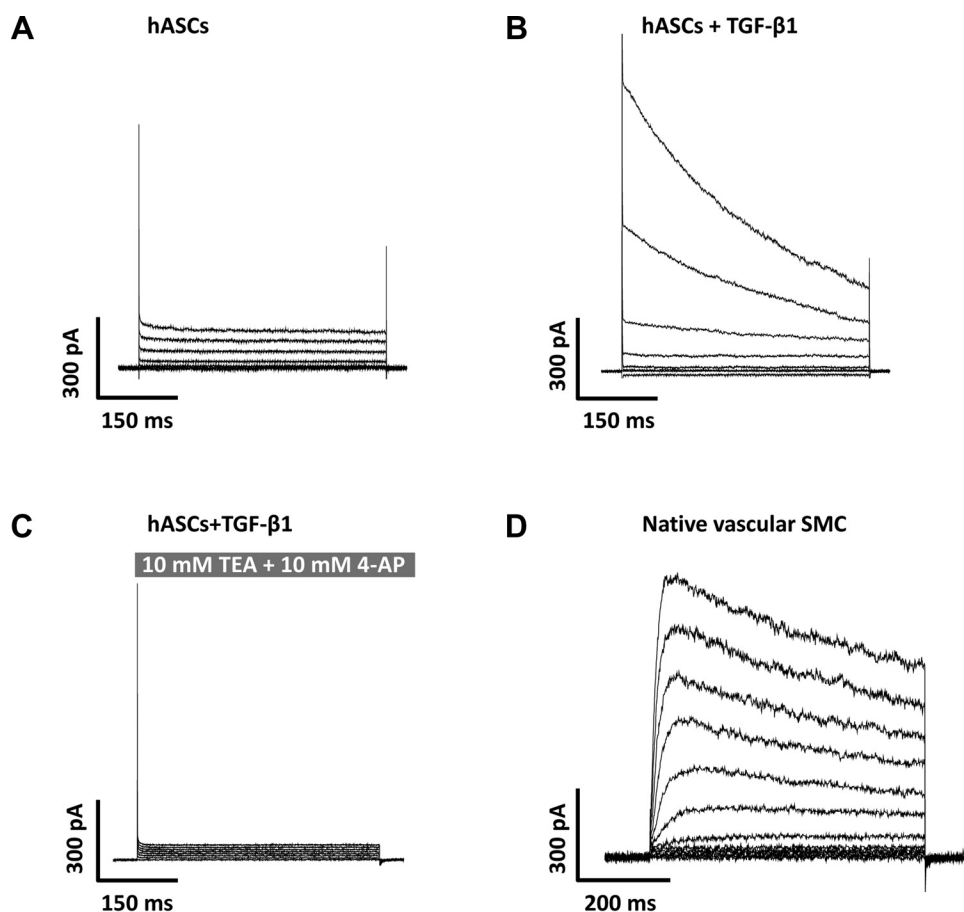 A
hASCs
300 pA
150 ms
B
hASCs + TGF-β1
300 pA
150 ms
C
hASCs+TGF-β1
10 mM TEA + 10 mM 4-AP
300 pA
150 ms
D
Native vascular SMC
300 pA
200 ms